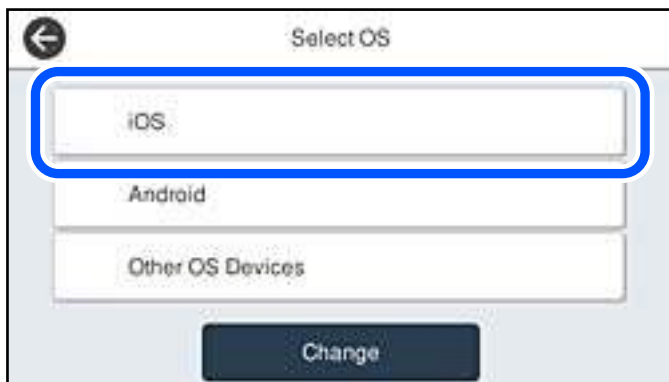 Select OS
iOS
Android
Other OS Devices
Change